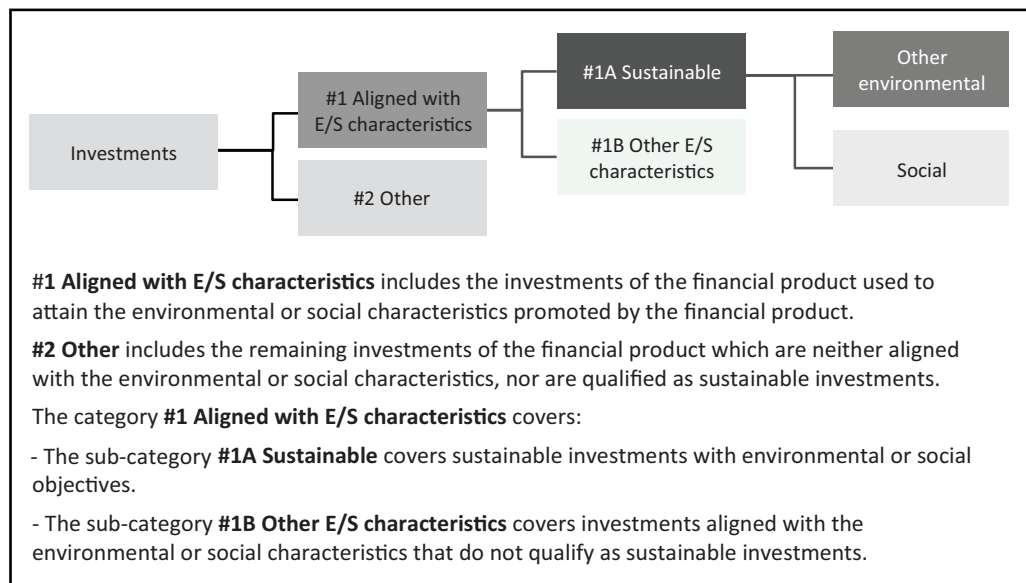 Investments
#1 Aligned with
E/S characteristics
#2 Other
#1A Sustainable
#1B Other E/S
characteristics
Other
environmental
Social
#1 Aligned with E/S characteristics includes the investments of the financial product used to
attain the environmental or social characteristics promoted by the financial product.
#2 Other includes the remaining investments of the financial product which are neither aligned
with the environmental or social characteristics, nor are qualified as sustainable investments.
The category #1 Aligned with E/S characteristics covers:
- The sub-category #1A Sustainable covers sustainable investments with environmental or social
objectives.
- The sub-category #1B Other E/S characteristics covers investments aligned with the
environmental or social characteristics that do not qualify as sustainable investments.